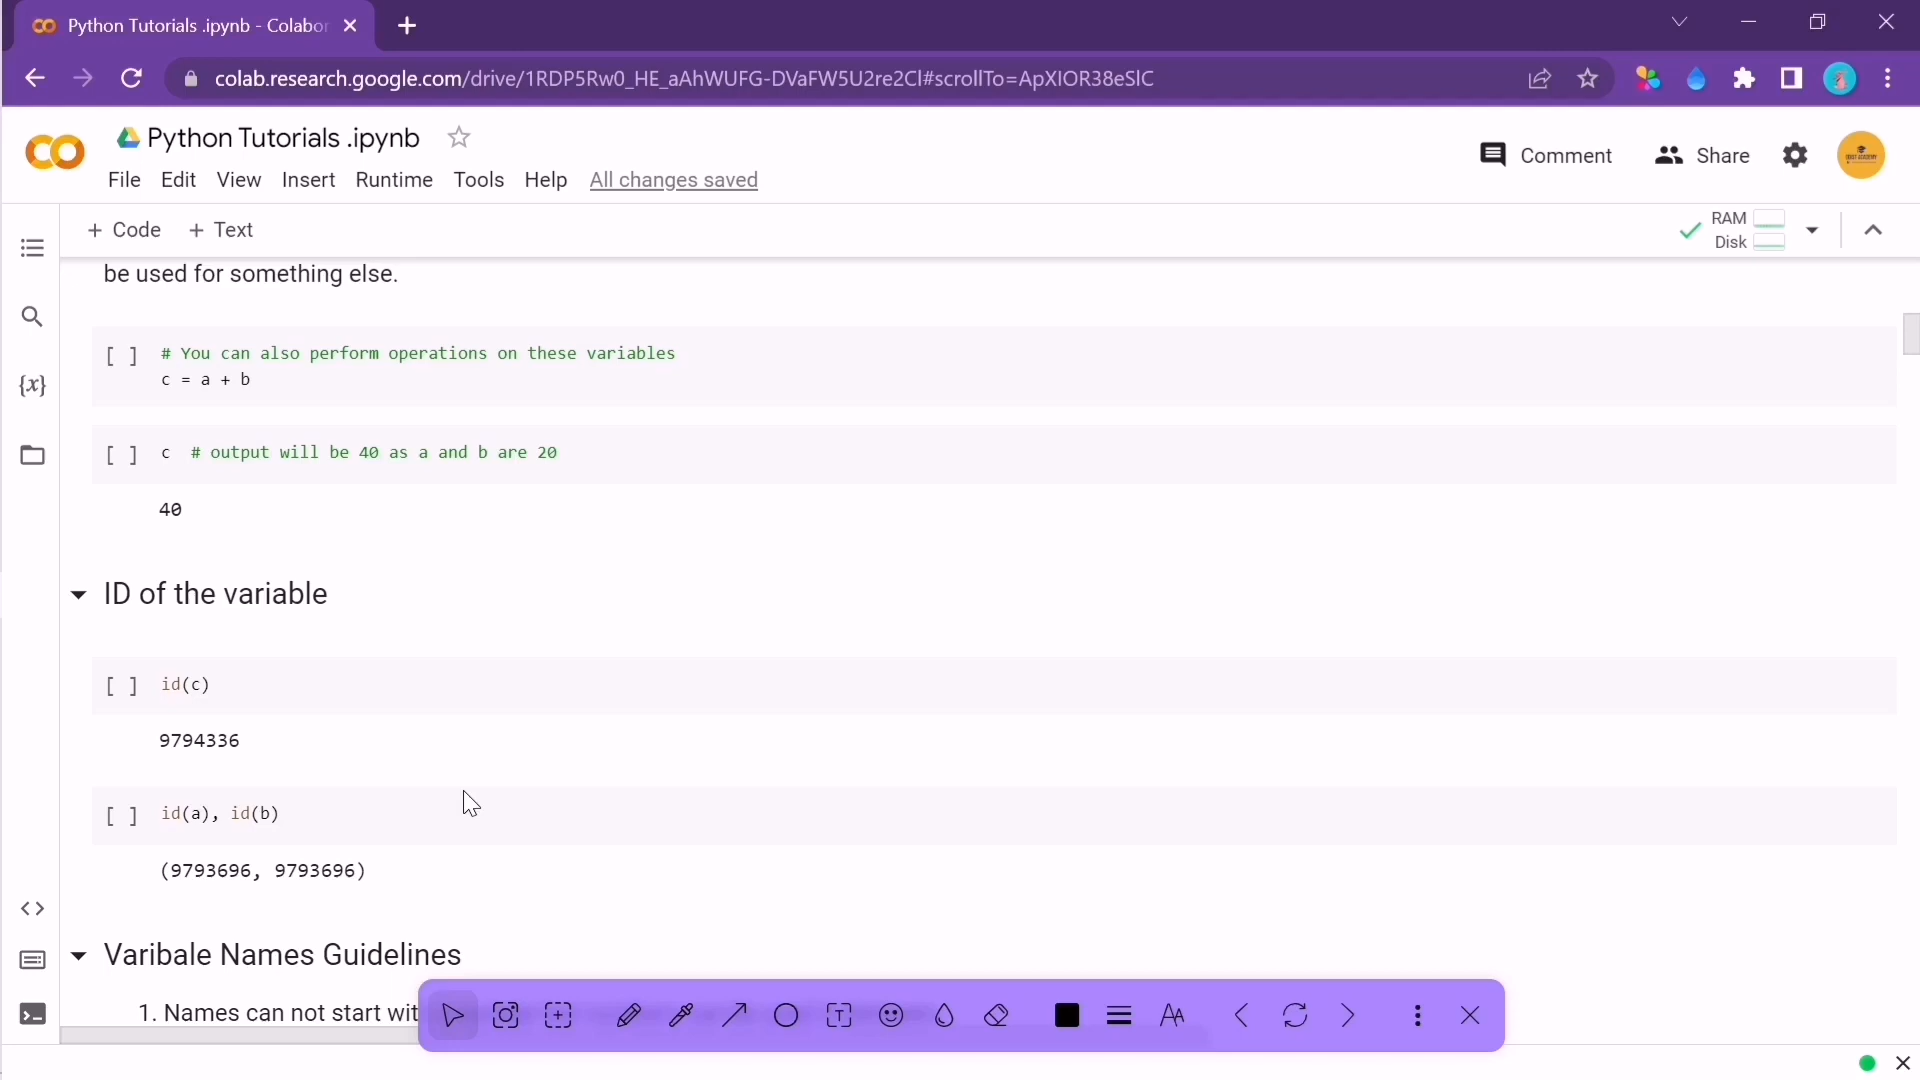 Python Tutorials .ipynb - Colabor
colab.research.google.com/drive/1RDP5Rw0_HE_aAhWUFG-DVaFW5U2re2Cl#scrollTo=ApXIOR38eSlC
Python Tutorials .ipynb
Comment
Share
File Edit View Insert Runtime Tools Help All changes saved
+ Code + Text
RAM
Disk
be used for something else.
[ ] # You can also perform operations on these variables
c = a + b
[ ] c # output will be 40 as a and b are 20
40
ID of the variable
[ ] id(c)
9794336
[ ] id(a), id(b)
(9793696, 9793696)
Varibale Names Guidelines
1. Names can not start wit